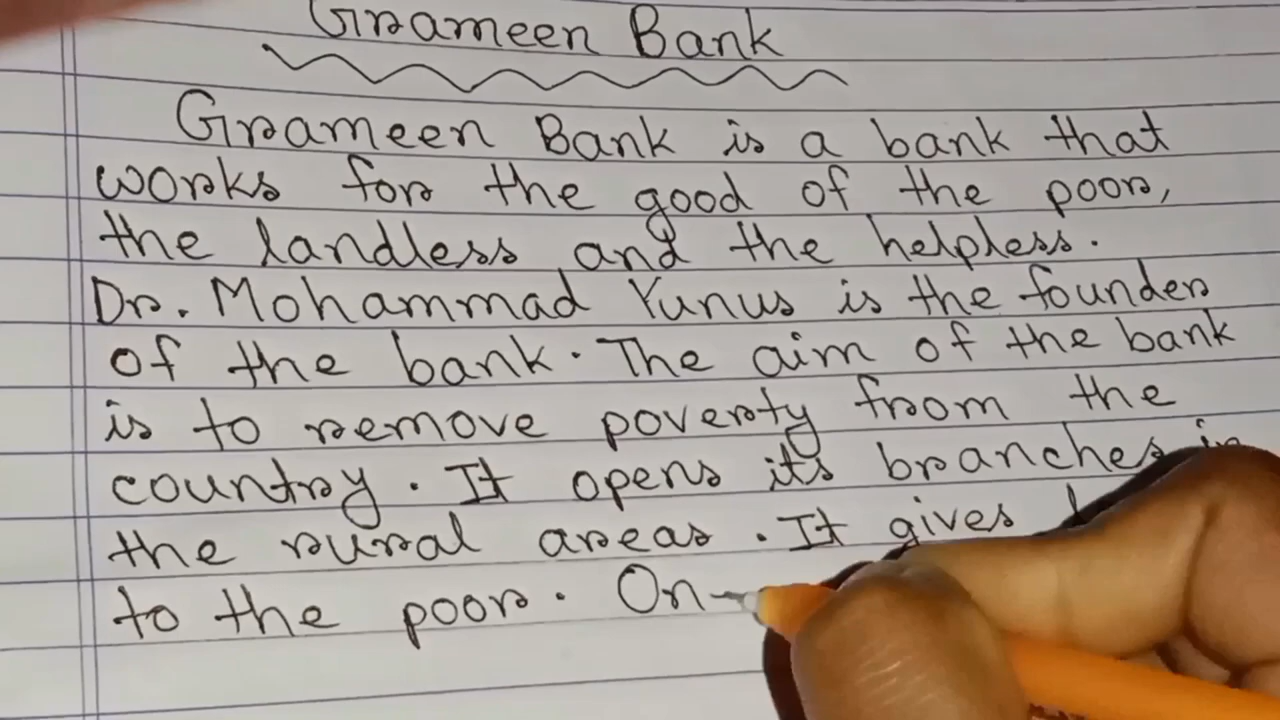 Grameen Bank
Grameen Bank is a bank that
works for the good of the poor,
the landless and the helpless.
Dr. Mohammad Yunus is the founder
of the bank. The aim of the bank
is to remove poverty from the
country. It opens its branches in
the rural areas. It gives
to the poor. On